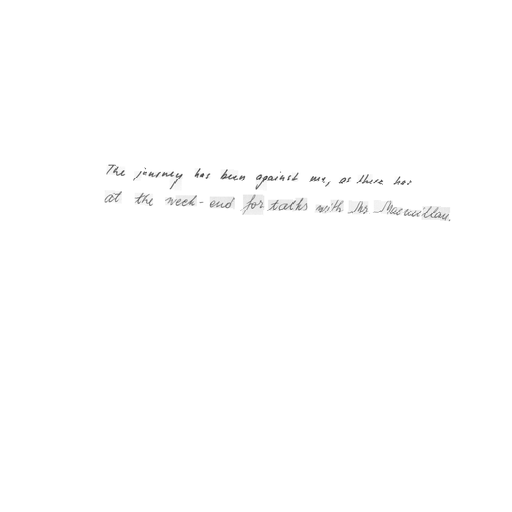 The journey has been against me, as there has
at the week-end for talks with Mr Macmillan.